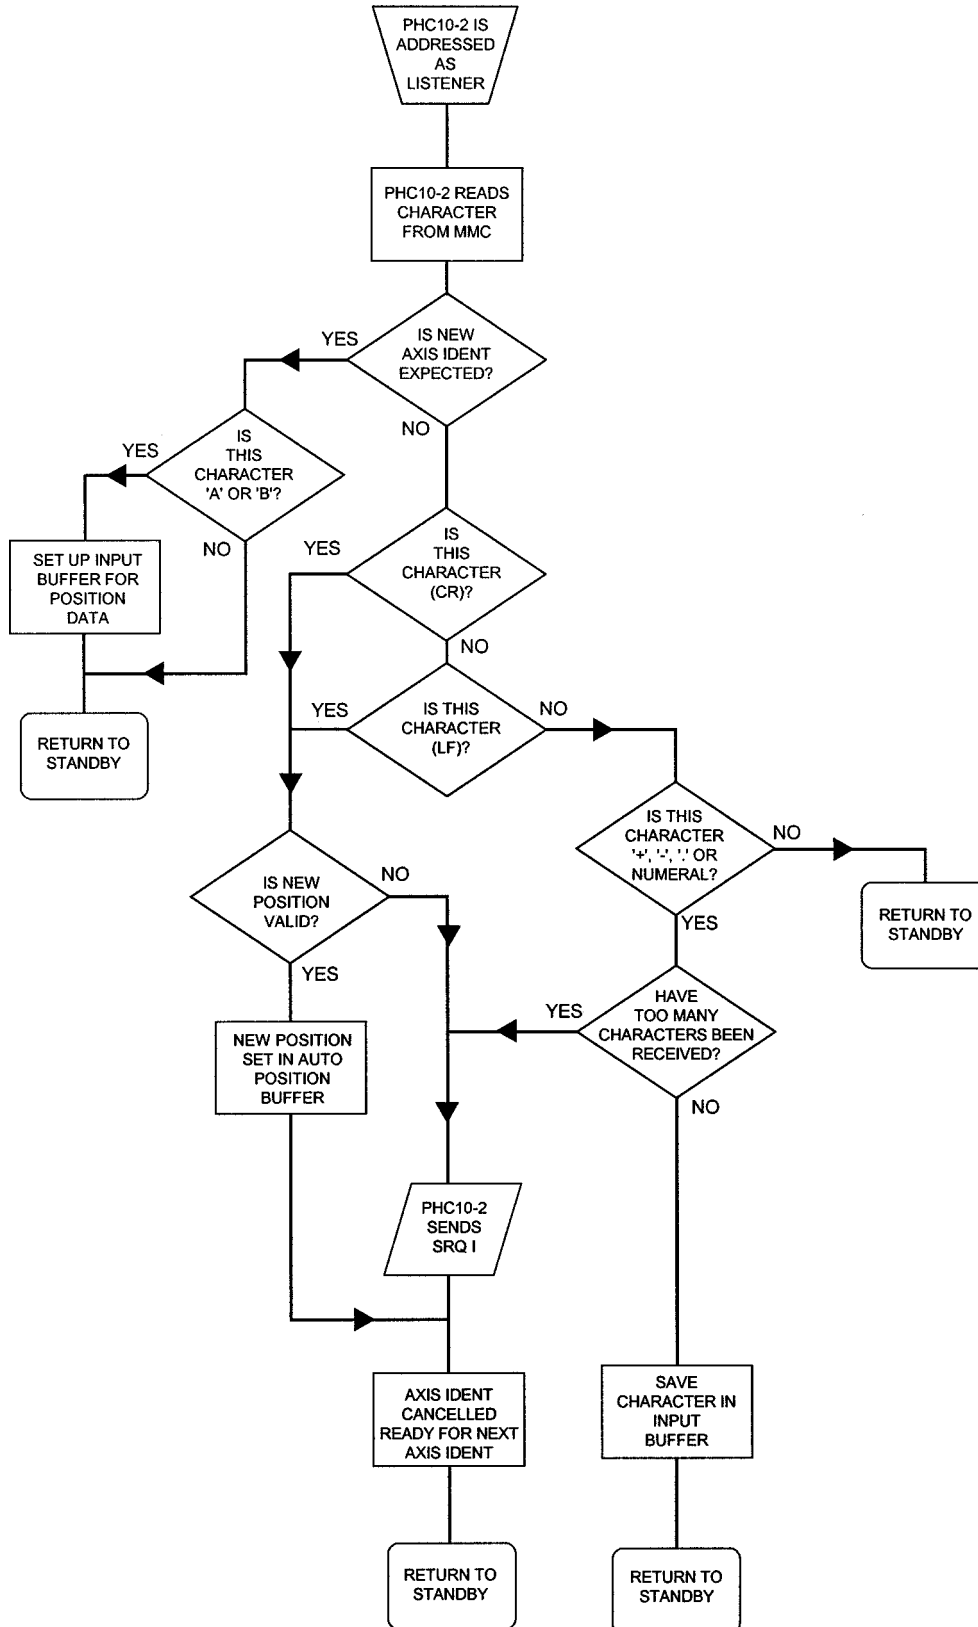 PHC10-2 IS
ADDRESSED
AS
LISTENER
PHC10-2 READS
CHARACTER
FROM MMC
YES
IS NEW
AXIS IDENT
EXPECTED?
NO
YES
IS
THIS
CHARACTER
'A' OR 'B'?
NO
SET UP INPUT
BUFFER FOR
POSITION
DATA
RETURN TO
STANDBY
YES
IS
THIS
CHARACTER
(CR)?
NO
YES
IS THIS
CHARACTER
(LF)?
NO
IS THIS
CHARACTER
'+', '-', '.' OR
NUMERAL?
NO
YES
RETURN TO
STANDBY
IS NEW
POSITION
VALID?
NO
YES
NEW POSITION
SET IN AUTO
POSITION
BUFFER
YES
HAVE
TOO MANY
CHARACTERS BEEN
RECEIVED?
NO
PHC10-2
SENDS
SRQ I
AXIS IDENT
CANCELLED
READY FOR NEXT
AXIS IDENT
SAVE
CHARACTER IN
INPUT
BUFFER
RETURN TO
STANDBY
RETURN TO
STANDBY